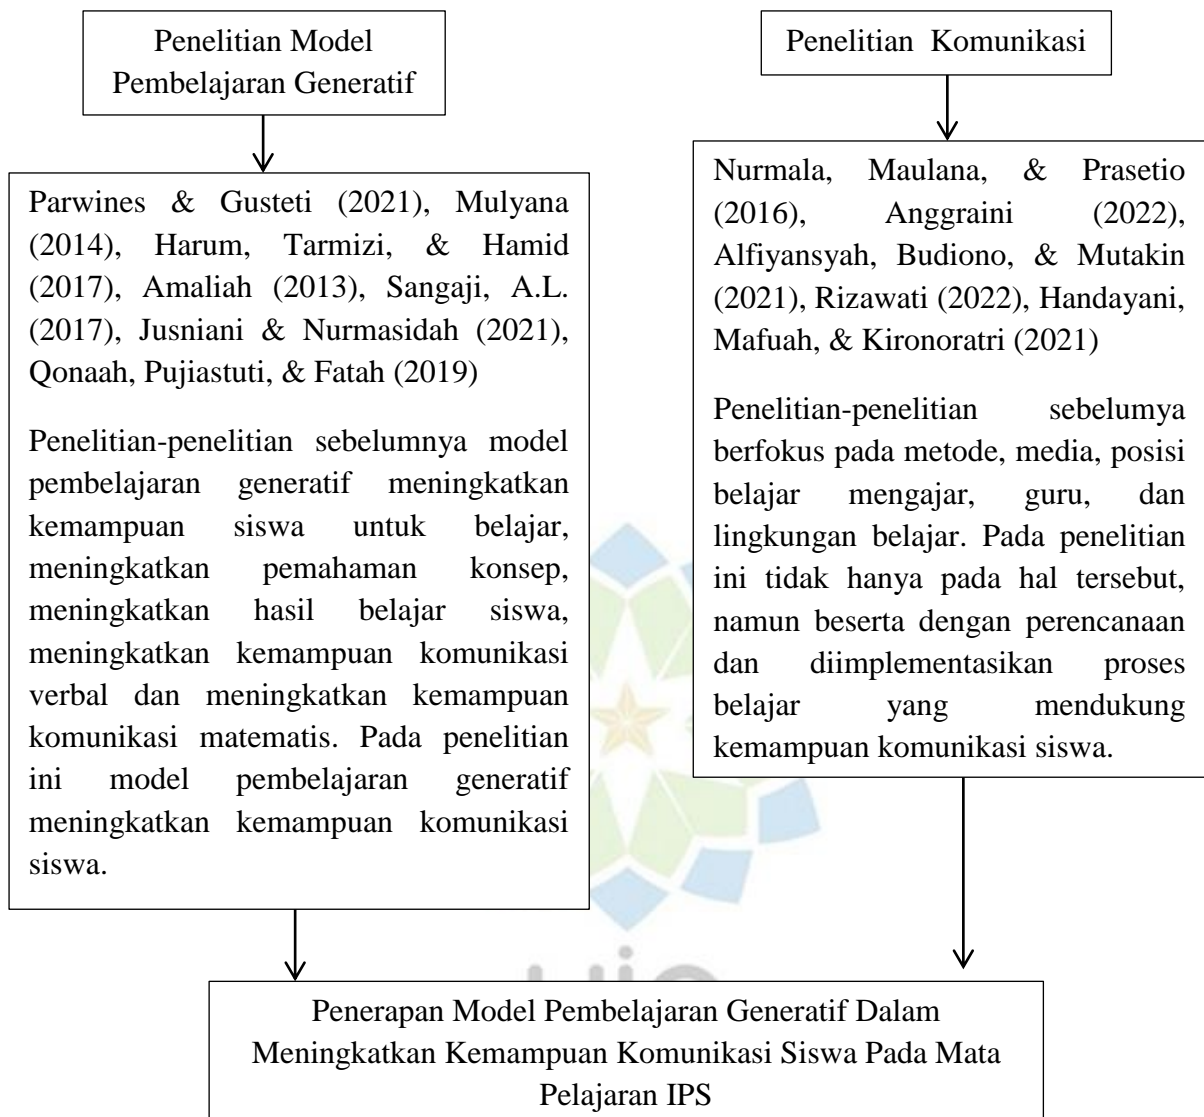 Penelitian Model
Pembelajaran Generatif
Parwines & Gusteti (2021), Mulyana
(2014), Harum, Tarmizi, & Hamid
(2017), Amaliah (2013), Sangaji, A.L.
(2017), Jusniani & Nurmasidah (2021),
Qonaah, Pujiastuti, & Fatah (2019)
Penelitian-penelitian sebelumnya model
pembelajaran generatif meningkatkan
kemampuan siswa untuk belajar,
meningkatkan pemahaman konsep,
meningkatkan hasil belajar siswa,
meningkatkan kemampuan komunikasi
verbal dan meningkatkan kemampuan
komunikasi matematis. Pada penelitian
ini model pembelajaran generatif
meningkatkan kemampuan komunikasi
siswa.
Penelitian Komunikasi
Nurmala, Maulana, & Prasetio
(2016), Anggraini (2022),
Alfiyansyah, Budiono, & Mutakin
(2021), Rizawati (2022), Handayani,
Mafuah, & Kironoratri (2021)
Penelitian-penelitian sebelumya
berfokus pada metode, media, posisi
belajar mengajar, guru, dan
lingkungan belajar. Pada penelitian
ini tidak hanya pada hal tersebut,
namun beserta dengan perencanaan
dan diimplementasikan proses
belajar yang mendukung
kemampuan komunikasi siswa.
Penerapan Model Pembelajaran Generatif Dalam
Meningkatkan Kemampuan Komunikasi Siswa Pada Mata
Pelajaran IPS